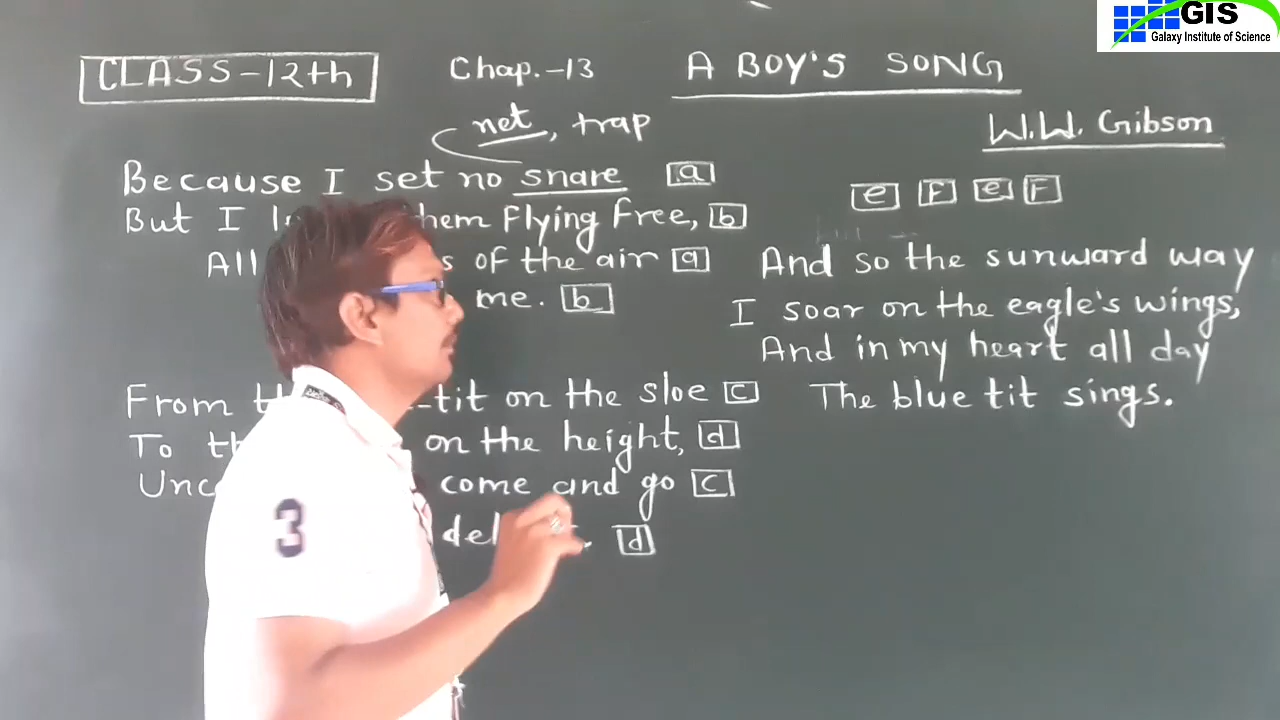 GIS
Galaxy Institute of Science
CLASS-12th
Chap.-13
A BOY'S SONG
net, trap
W.W. Gibson
Because I set no snare a
But I them flying free, b
All of the air a
me. b
e F e F
And so the sunward way
I soar on the eagle's wings,
And in my heart all day
The blue tit sings.
From -tit on the sloe c
To on the height, d
come and go c
d
3